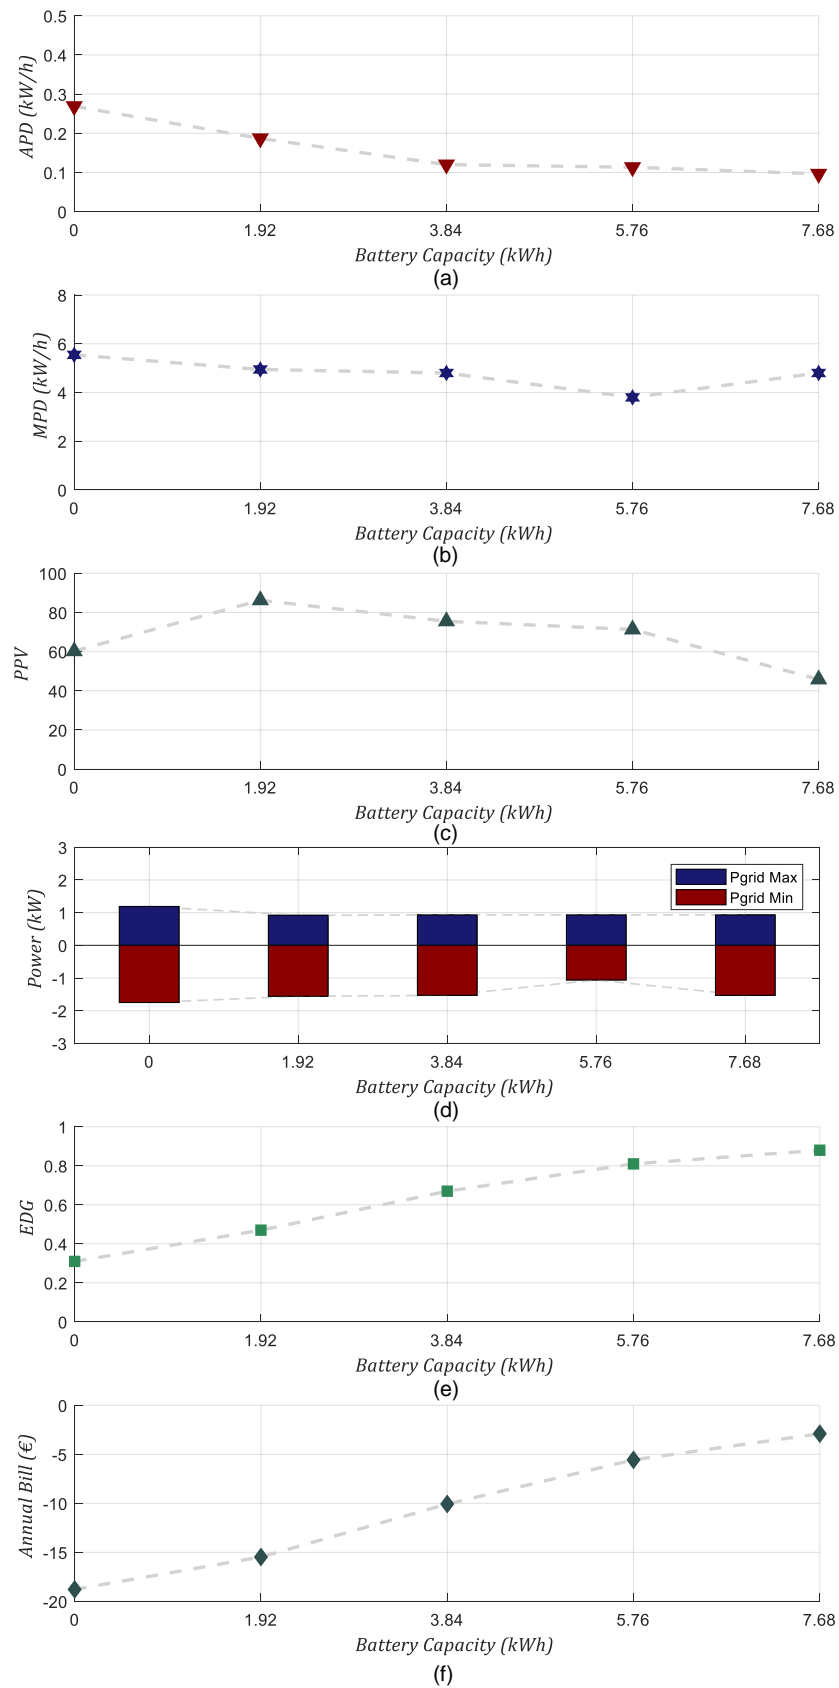 0.5
0.4
0.3
0.2
0.1
0
APD (kW/h)
0 1.92 3.84 5.76 7.68
Battery Capacity (kWh)
(a)
8
6
4
2
0
MPD (kW/h)
0 1.92 3.84 5.76 7.68
Battery Capacity (kWh)
(b)
100
80
60
40
20
0
PPV
0 1.92 3.84 5.76 7.68
Battery Capacity (kWh)
(c)
3
2
1
0
-1
-2
-3
Power (kW)
Pgrid Max
Pgrid Min
0 1.92 3.84 5.76 7.68
Battery Capacity (kWh)
(d)
1
0.8
0.6
0.4
0.2
0
EDG
0 1.92 3.84 5.76 7.68
Battery Capacity (kWh)
(e)
0
-5
-10
-15
-20
Annual Bill (€)
0 1.92 3.84 5.76 7.68
Battery Capacity (kWh)
(f)